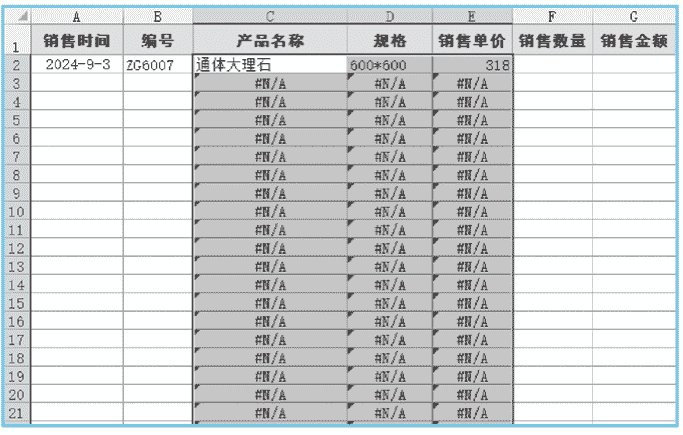 A B C D E F G
1 销售时间 编号 产品名称 规格 销售单价 销售数量 销售金额
2 2024-9-3 ZG6007 通体大理石 600*600 318
3 #N/A #N/A #N/A
4 #N/A #N/A #N/A
5 #N/A #N/A #N/A
6 #N/A #N/A #N/A
7 #N/A #N/A #N/A
8 #N/A #N/A #N/A
9 #N/A #N/A #N/A
10 #N/A #N/A #N/A
11 #N/A #N/A #N/A
12 #N/A #N/A #N/A
13 #N/A #N/A #N/A
14 #N/A #N/A #N/A
15 #N/A #N/A #N/A
16 #N/A #N/A #N/A
17 #N/A #N/A #N/A
18 #N/A #N/A #N/A
19 #N/A #N/A #N/A
20 #N/A #N/A #N/A
21 #N/A #N/A #N/A